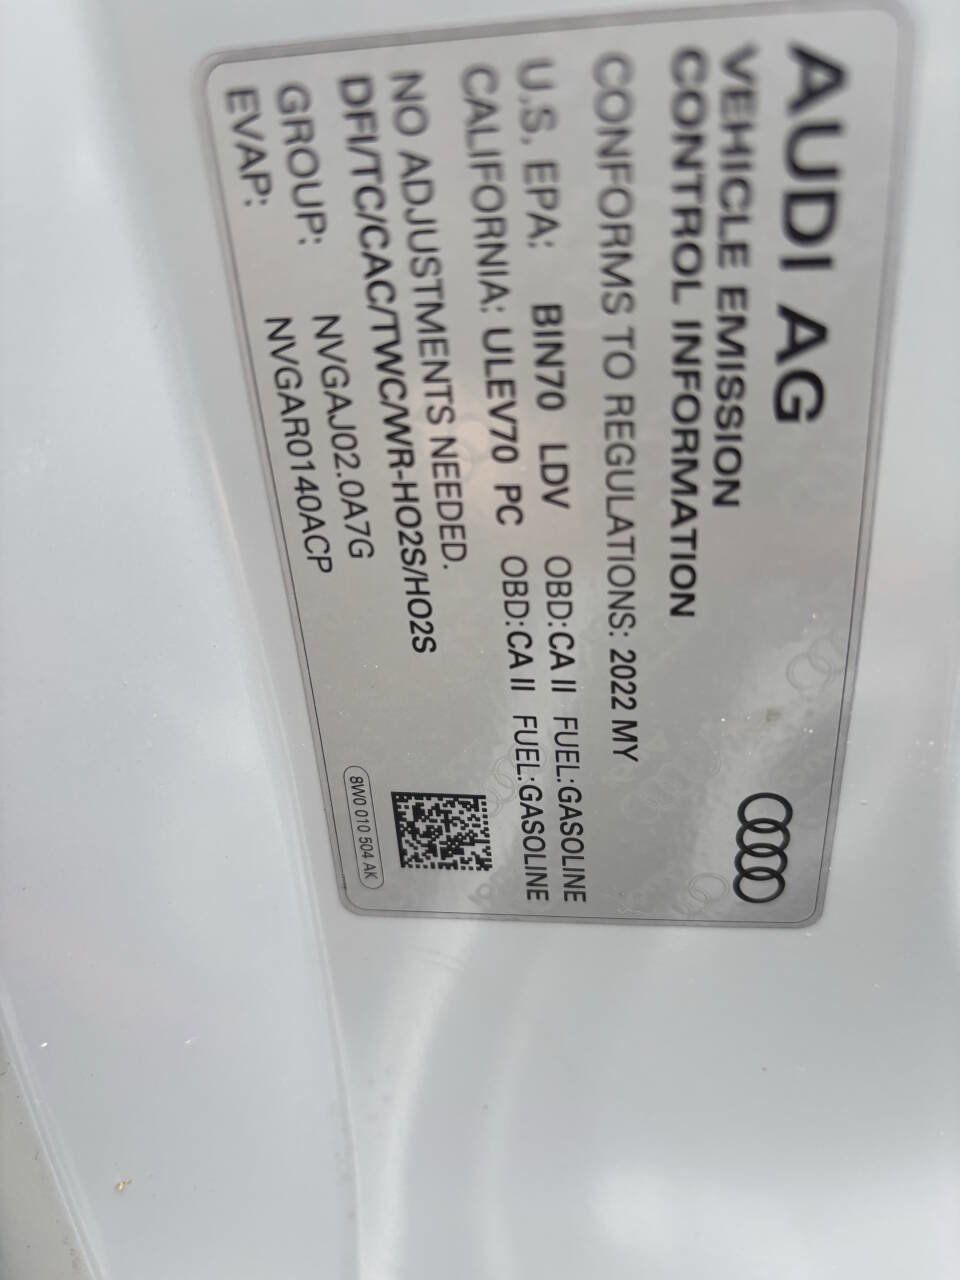 AUDI AG
VEHICLE EMISSION
CONTROL INFORMATION
CONFORMS TO REGULATIONS: 2022 MY
U.S. EPA: BIN70 LDV OBD:CA II FUEL:GASOLINE
CALIFORNIA: ULEV70 PC OBD:CA II FUEL:GASOLINE
NO ADJUSTMENTS NEEDED.
DFI/TC/CAC/TWC/WR-HO2S/HO2S
GROUP: NVGAJ02.0A7G
EVAP: NVGAR0140ACP
8W0 010 504 AK